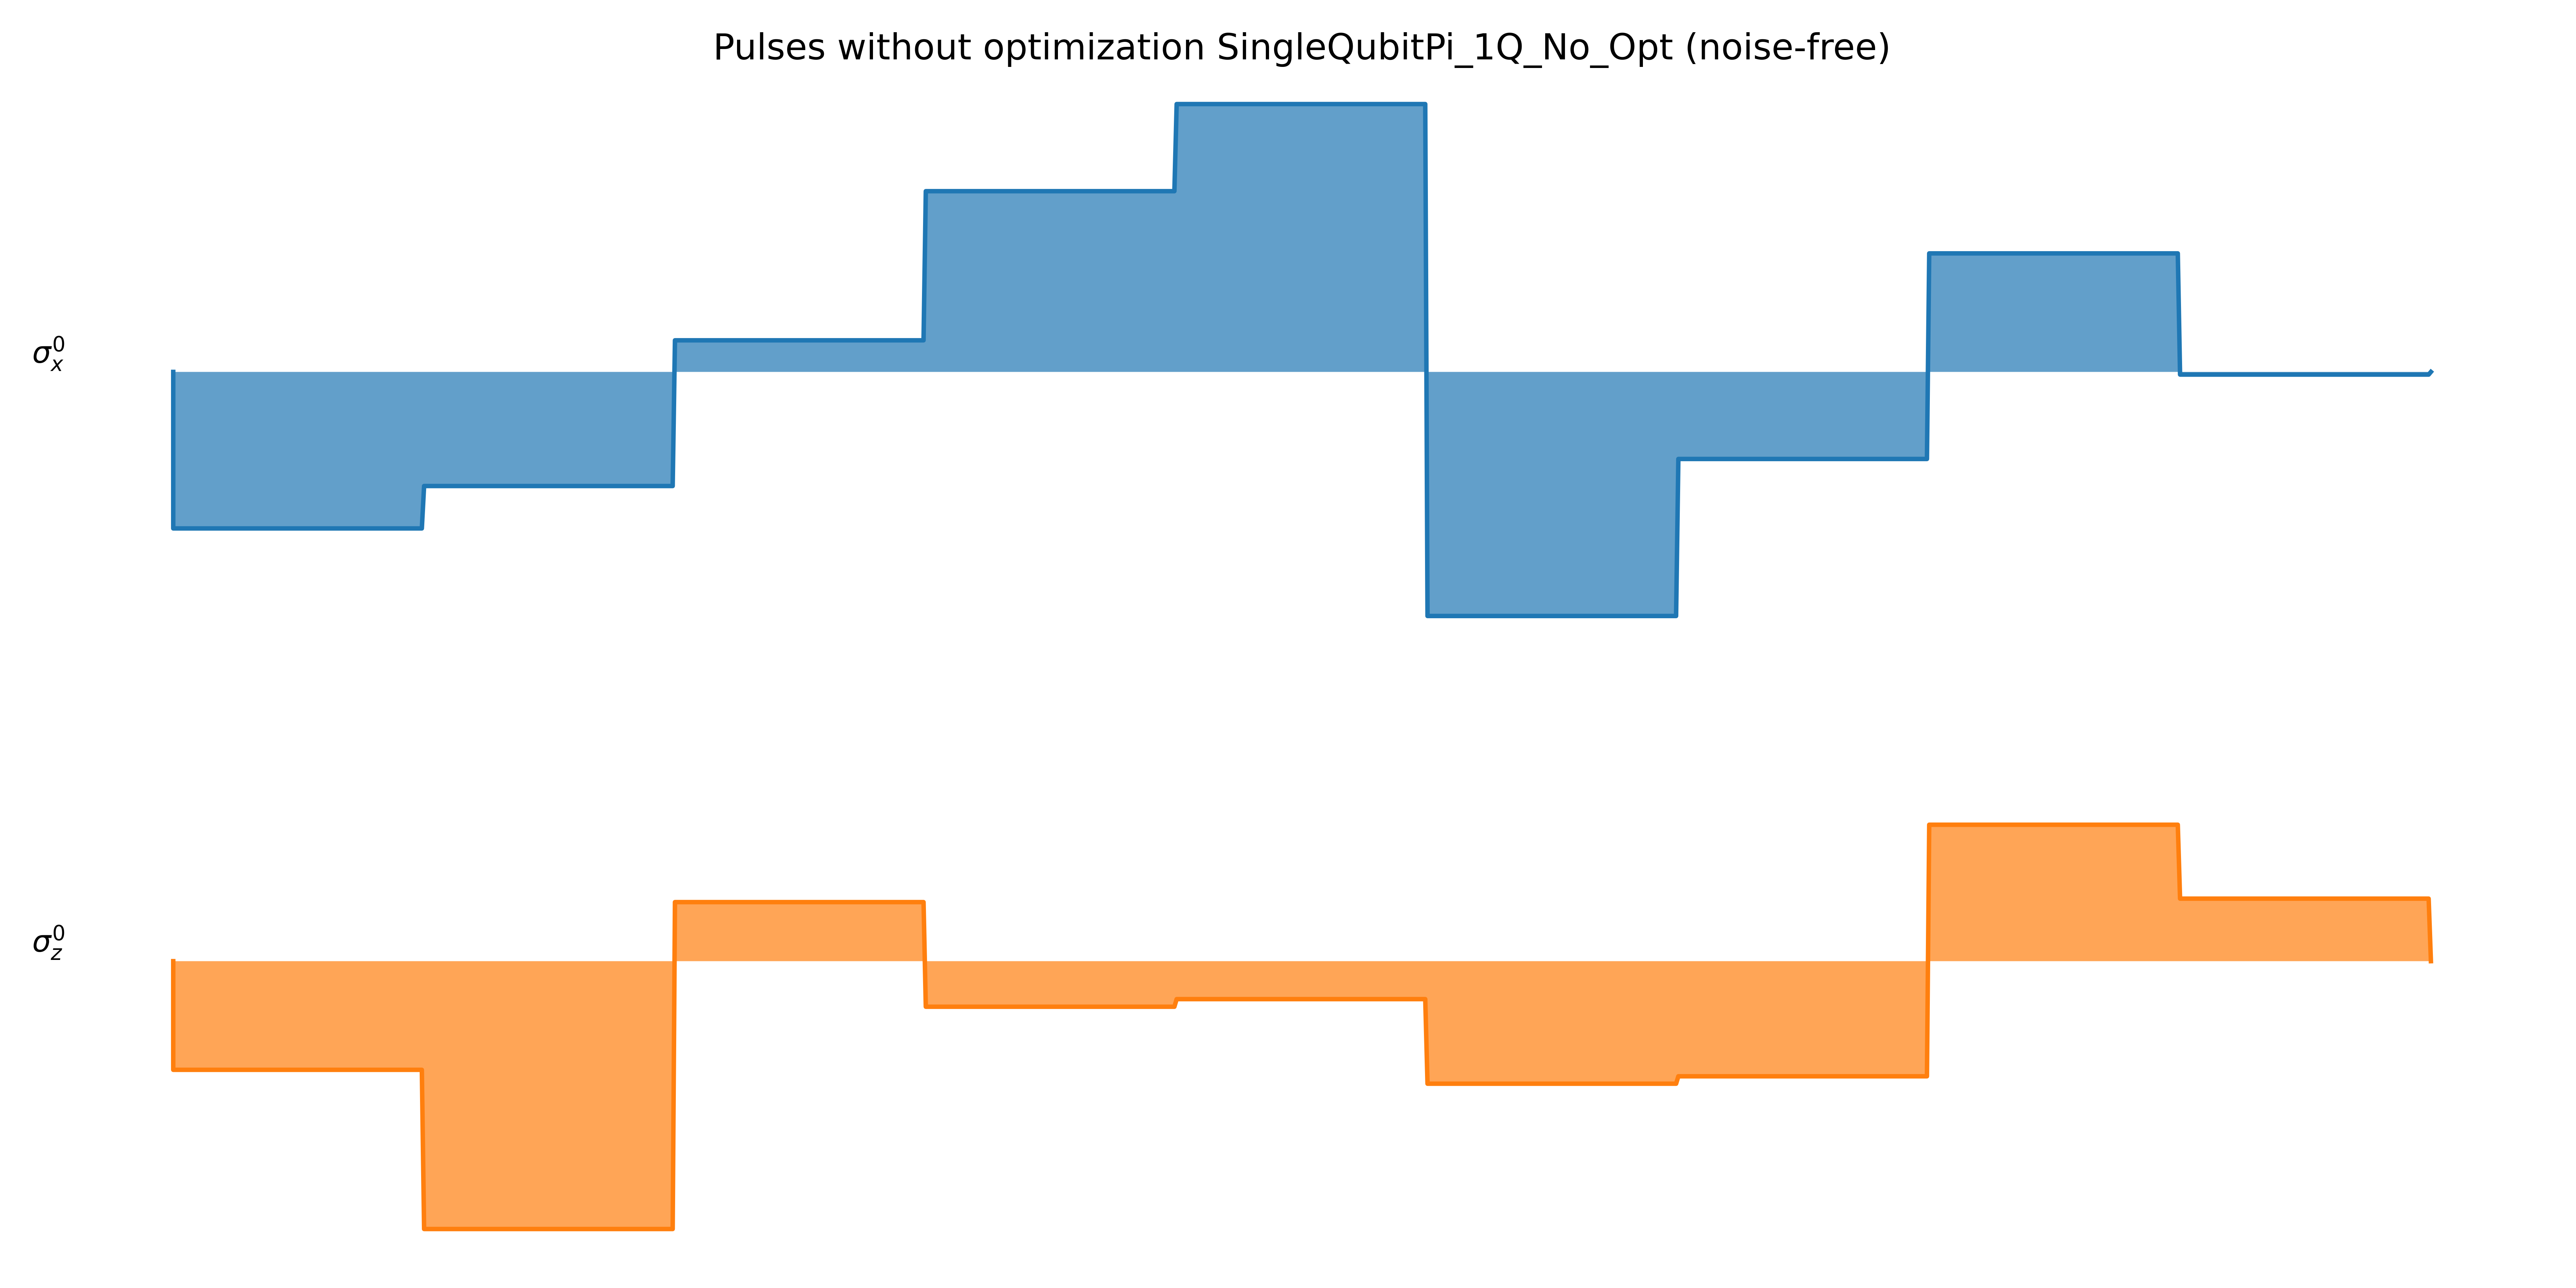 Pulses without optimization SingleQubitPi_1Q_No_Opt (noise-free)
σ_x^0
σ_z^0